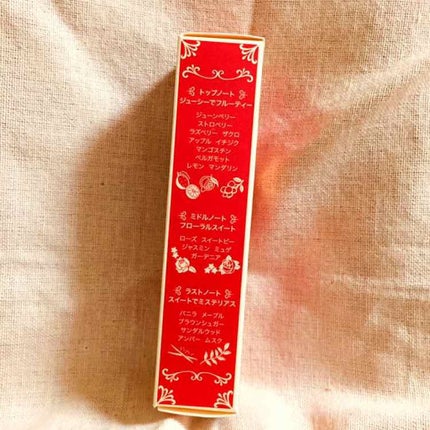 トップノート
ジューシーでフルーティー
ジューンベリー
ストロベリー
ラズベリー ザクロ
アップル イチジク
マンゴスチン
ベルガモット
レモン マンダリン
ミドルノート
フローラルスイート
ローズ スイートピー
ジャスミン ミュゲ
ガーデニア
ラストノート
スイートでミステリアス
バニラ メープル
ブラウンシュガー
サンダルウッド
アンバー ムスク